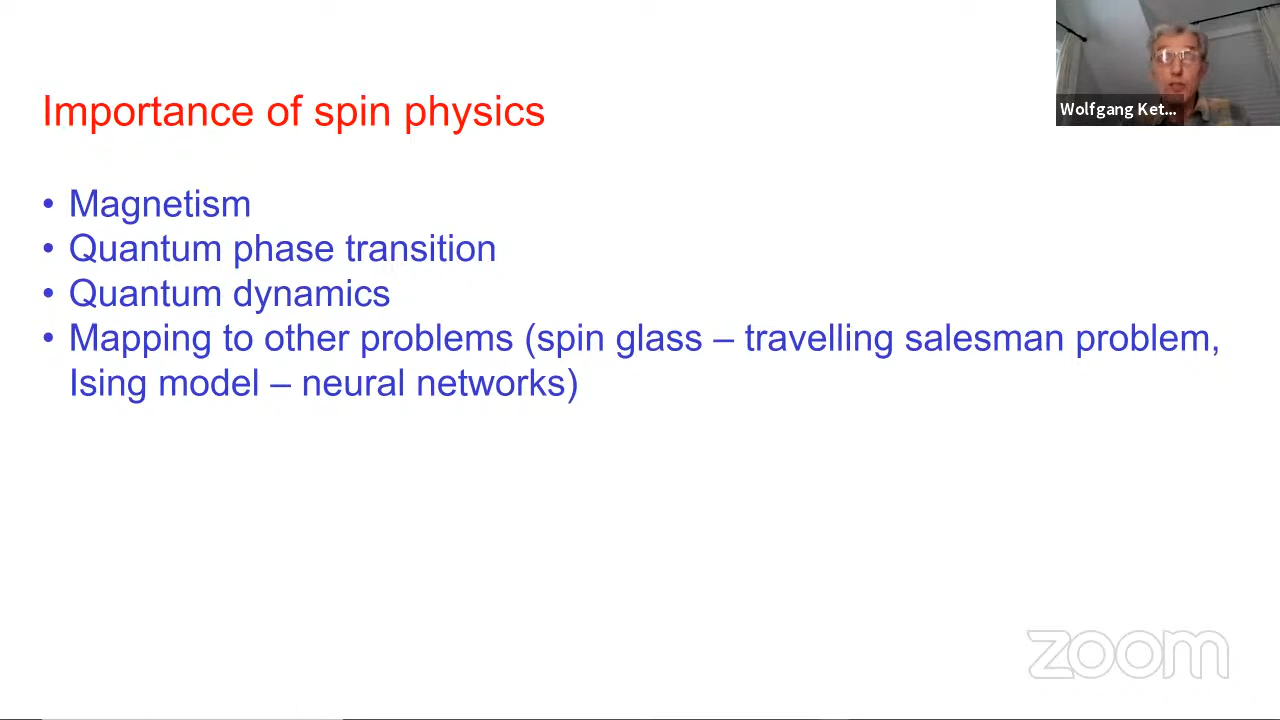 Importance of spin physics
Wolfgang Ket...
• Magnetism
• Quantum phase transition
• Quantum dynamics
• Mapping to other problems (spin glass – travelling salesman problem,
Ising model – neural networks)
zoom